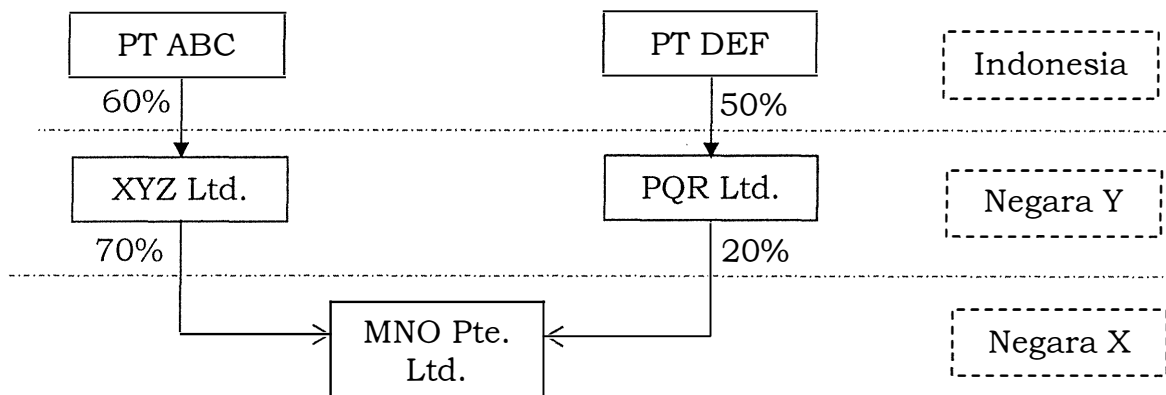 PT ABC
PT DEF
Indonesia
60%
50%
XYZ Ltd.
PQR Ltd.
Negara Y
70%
20%
MNO Pte.
Ltd.
Negara X